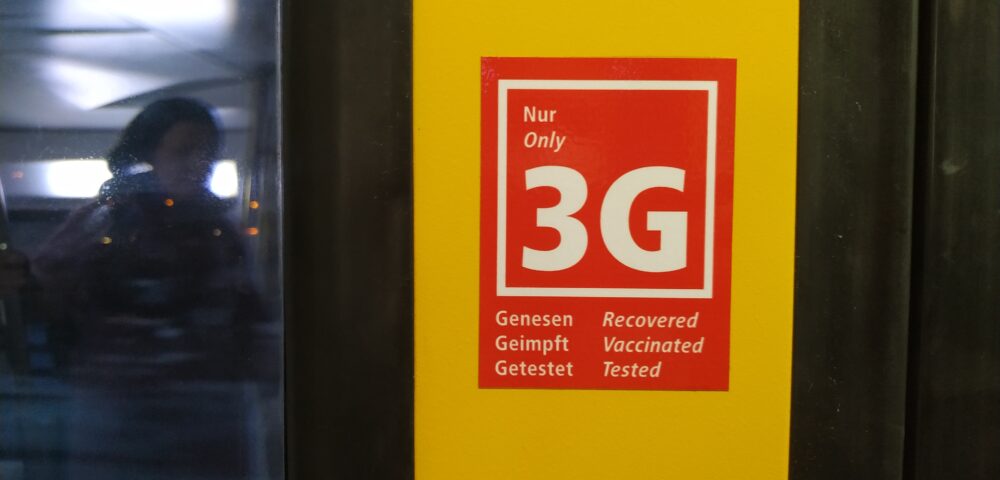 Nur
Only
3G
Genesen Recovered
Geimpft Vaccinated
Getestet Tested